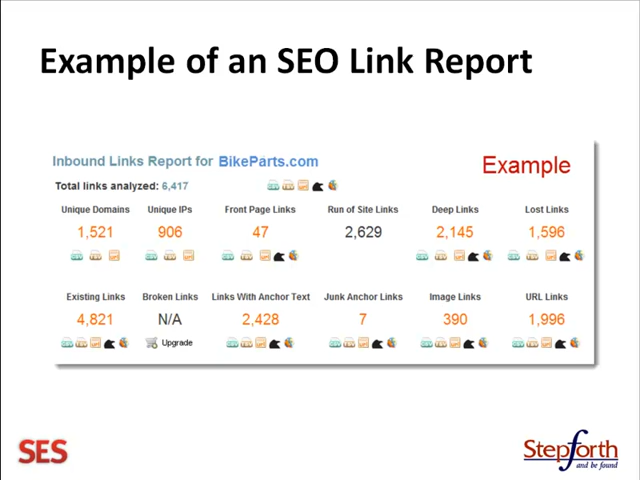 Example of an SEO Link Report
Inbound Links Report for BikeParts.com
Example
Total links analyzed: 6,417
Unique Domains Unique IPs Front Page Links Run of Site Links Deep Links Lost Links
1,521 906 47 2,629 2,145 1,596
Existing Links Broken Links Links With Anchor Text Junk Anchor Links Image Links URL Links
4,821 N/A 2,428 7 390 1,996
Upgrade
SES
Stepforth
and be found